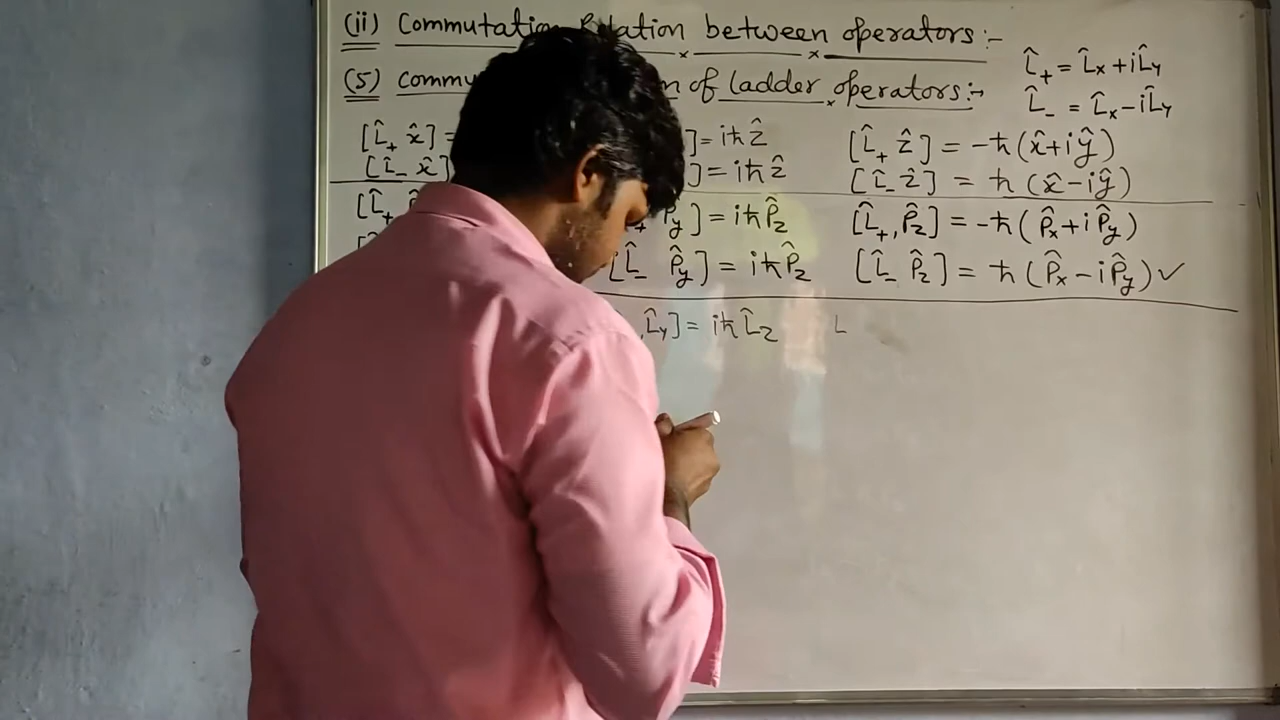 (ii) Commutation Relation between operators:-
L̂₊ = L̂x + iL̂y
L̂₋ = L̂x - iL̂y
(5) Commu of ladder operators:-
[L̂₊ x̂] = ] = iħẑ [L̂₊ ẑ] = -ħ(x̂+iŷ)
[L̂₋ x̂] ] = iħẑ [L̂₋ ẑ] = ħ (x̂-iŷ)
[L̂₊ P̂y] = iħP̂z [L̂₊, P̂z] = -ħ(P̂x+iP̂y)
[L̂₋ P̂y] = iħP̂z [L̂₋ P̂z] = ħ (P̂x-iP̂y) ✓
, L̂y] = iħL̂z L